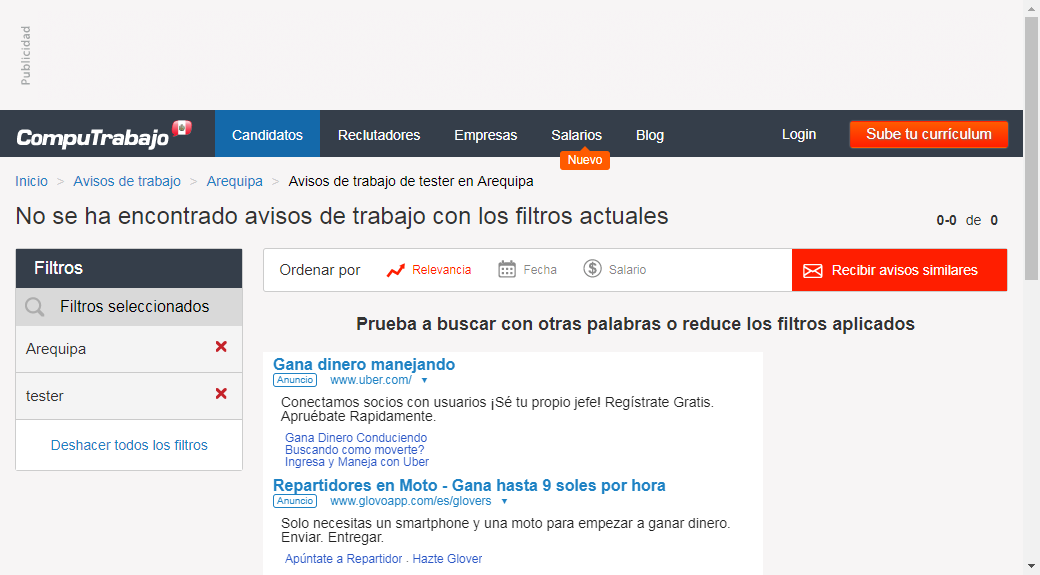 Publicidad
CompuTrabajo
Candidatos
Reclutadores
Empresas
Salarios
Nuevo
Blog
Login
Sube tu currículum
Inicio > Avisos de trabajo > Arequipa > Avisos de trabajo de tester en Arequipa
No se ha encontrado avisos de trabajo con los filtros actuales
0-0 de 0
Filtros
Filtros seleccionados
Arequipa
tester
Deshacer todos los filtros
Ordenar por
Relevancia
Fecha
Salario
Recibir avisos similares
Prueba a buscar con otras palabras o reduce los filtros aplicados
Gana dinero manejando
Anuncio www.uber.com/
Conectamos socios con usuarios ¡Sé tu propio jefe! Regístrate Gratis.
Apruébate Rapidamente.
Gana Dinero Conduciendo
Buscando como moverte?
Ingresa y Maneja con Uber
Repartidores en Moto - Gana hasta 9 soles por hora
Anuncio www.glovoapp.com/es/glovers
Solo necesitas un smartphone y una moto para empezar a ganar dinero.
Enviar. Entregar.
Apúntate a Repartidor . Hazte Glover